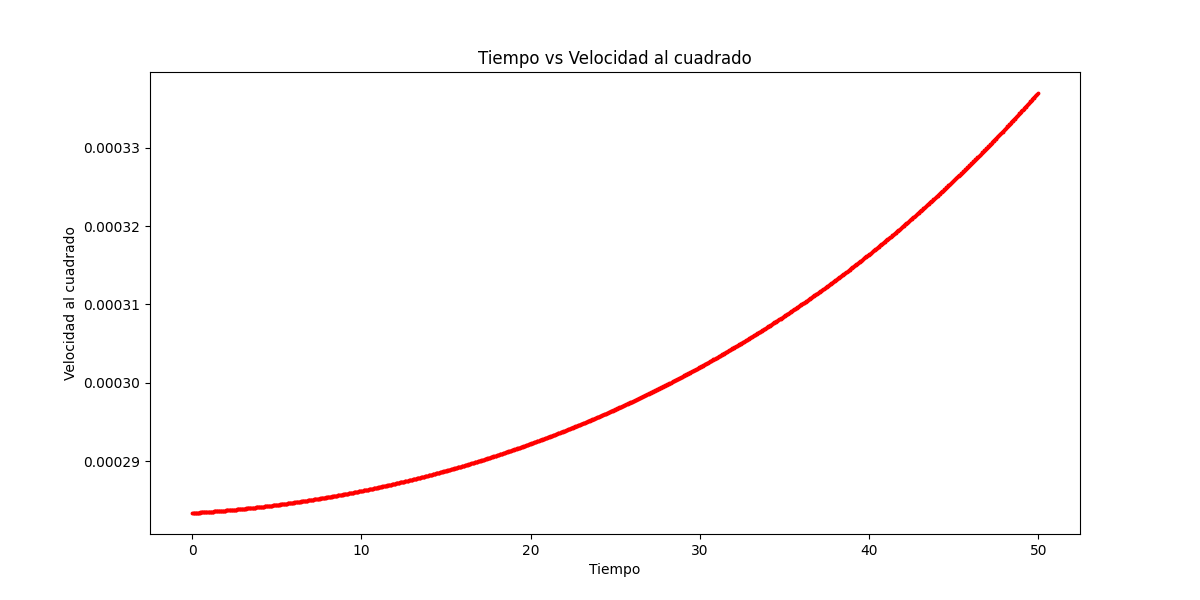 Tiempo vs Velocidad al cuadrado
Velocidad al cuadrado
0.00033
0.00032
0.00031
0.00030
0.00029
0 10 20 30 40 50
Tiempo